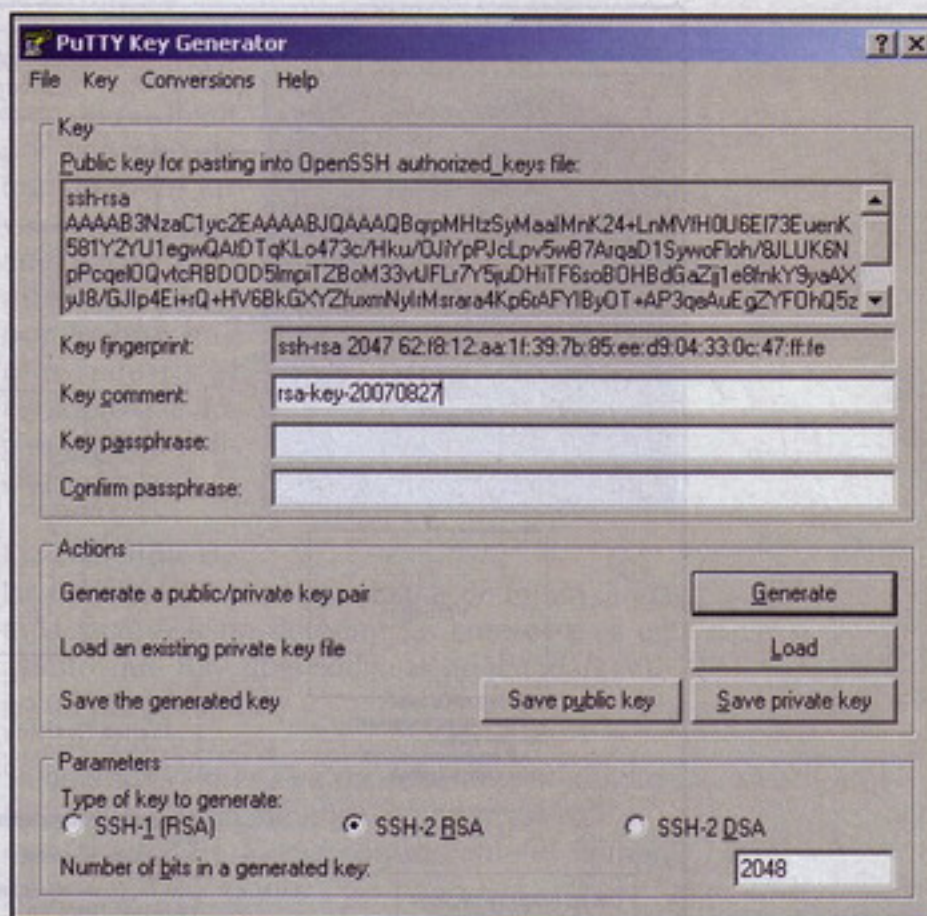 PuTTY Key Generator
File Key Conversions Help
Key
Public key for pasting into OpenSSH authorized_keys file:
ssh-rsa
Key fingerprint: ssh-rsa 2047 62:f8:12:aa:1f:39:7b:85:ee:d9:04:33:0c:47:ff:fe
Key comment: rsa-key-20070827
Key passphrase:
Confirm passphrase:
Actions
Generate a public/private key pair Generate
Load an existing private key file Load
Save the generated key Save public key Save private key
Parameters
Type of key to generate:
SSH-1 (RSA) SSH-2 RSA SSH-2 DSA
Number of bits in a generated key: 2048